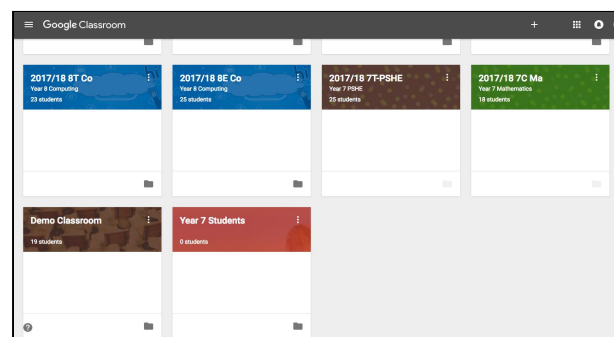 Google Classroom
2017/18 8T Co
Year 8 Computing
23 students
2017/18 8E Co
Year 8 Computing
25 students
2017/18 7T-PSHE
Year 7 PSHE
25 students
2017/18 7C Ma
Year 7 Mathematics
18 students
Demo Classroom
19 students
Year 7 Students
0 students